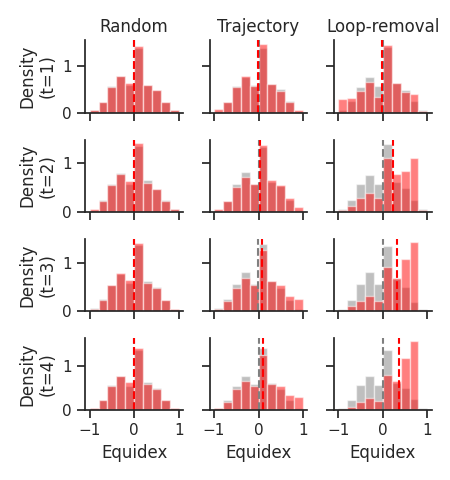 Random Trajectory Loop-removal
Density
(t=1)
1
0
Density
(t=2)
1
0
Density
(t=3)
1
0
Density
(t=4)
1
0
−1 0 1 −1 0 1 −1 0 1
Equidex Equidex Equidex